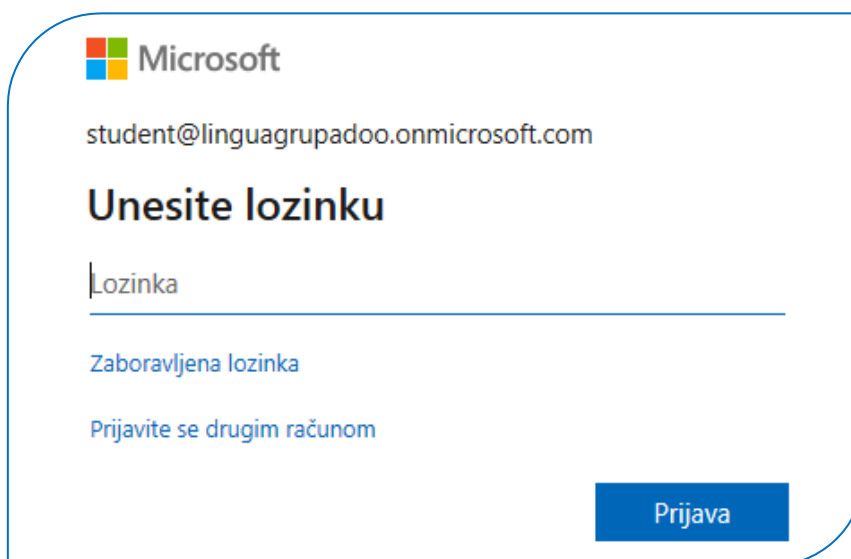 Microsoft
student@linguagrupadoo.onmicrosoft.com
Unesite lozinku
Lozinka
Zaboravljena lozinka
Prijavite se drugim računom
Prijava